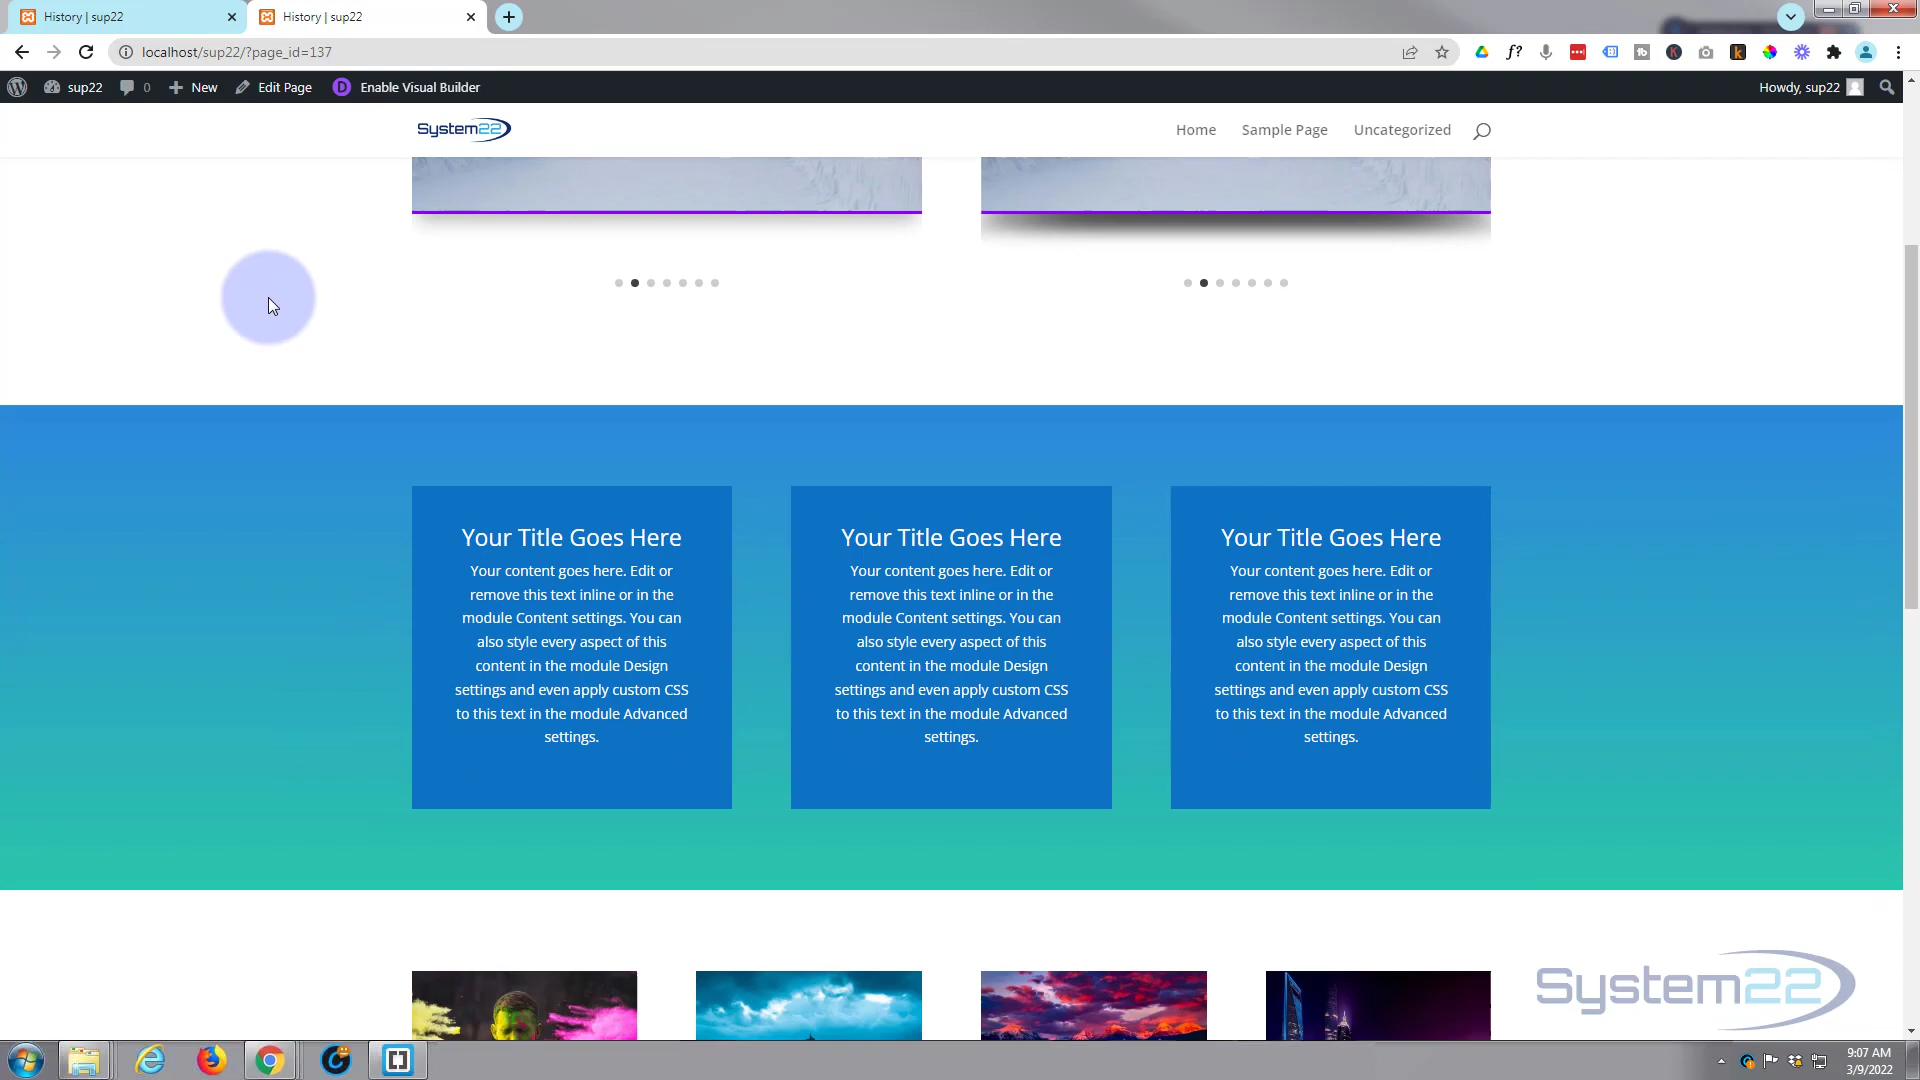 History | sup22
History | sup22
localhost/sup22/?page_id=137
sup22
0
New
Edit Page
Enable Visual Builder
Howdy, sup22
System22
Home
Sample Page
Uncategorized
Your Title Goes Here
Your content goes here. Edit or
remove this text inline or in the
module Content settings. You can
also style every aspect of this
content in the module Design
settings and even apply custom CSS
to this text in the module Advanced
settings.
Your Title Goes Here
Your content goes here. Edit or
remove this text inline or in the
module Content settings. You can
also style every aspect of this
content in the module Design
settings and even apply custom CSS
to this text in the module Advanced
settings.
Your Title Goes Here
Your content goes here. Edit or
remove this text inline or in the
module Content settings. You can
also style every aspect of this
content in the module Design
settings and even apply custom CSS
to this text in the module Advanced
settings.
System22
9:07 AM
3/9/2022